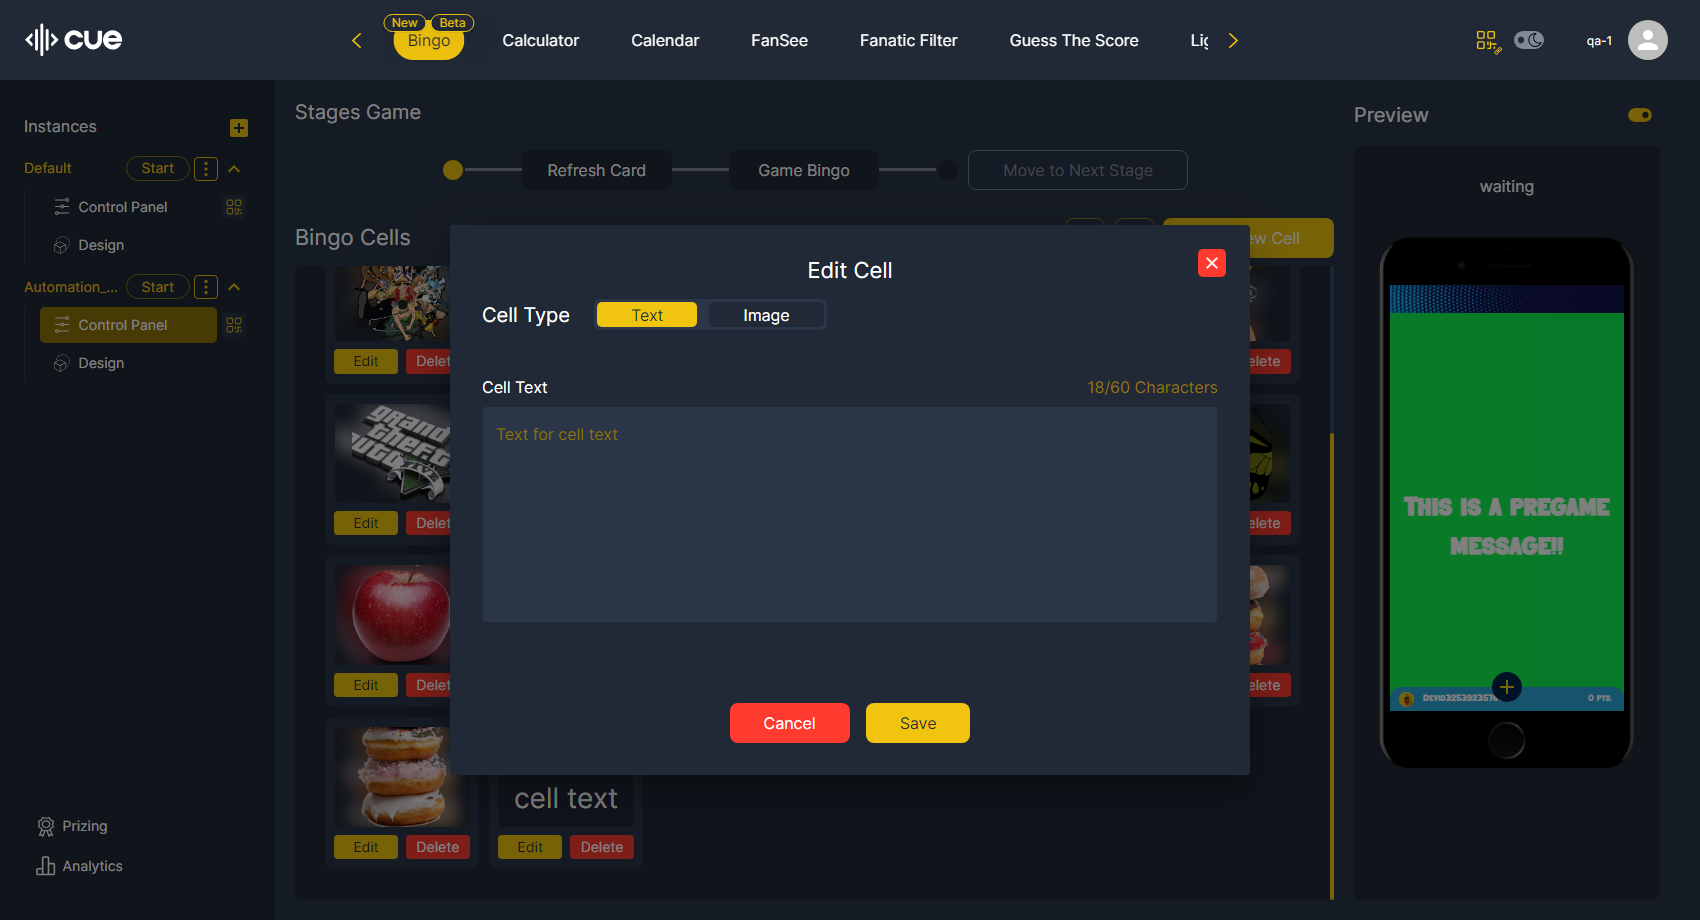 cue
New
Beta
Bingo
Calculator
Calendar
FanSee
Fanatic Filter
Guess The Score
Lig
qa-1
Instances
Default
Start
Control Panel
Design
Automation_...
Start
Control Panel
Design
Prizing
Analytics
Stages Game
Refresh Card
Game Bingo
Move to Next Stage
Bingo Cells
ew Cell
Edit
Delet
elete
grand
theft
auto
Edit
Delet
elete
Edit
Delet
elete
cell text
Edit
Delete
Edit
Delete
Edit Cell
Cell Type
Text
Image
Cell Text
18/60 Characters
Text for cell text
Cancel
Save
Preview
waiting
This is a pregame
message!!
0 pts.